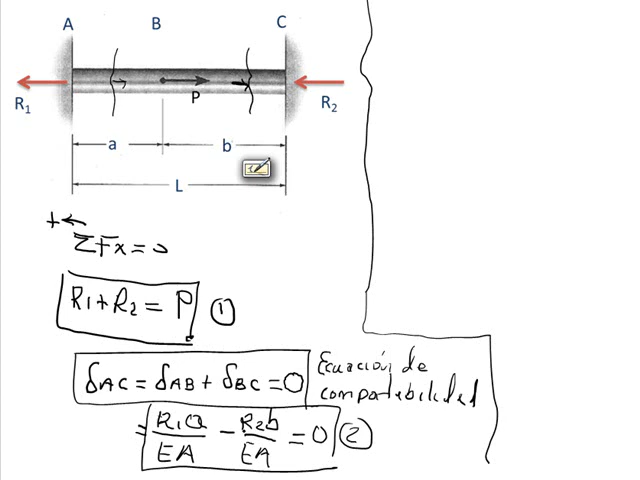 A B C
R1 P R2
a b
L
+←
ΣFx = 0
R1 + R2 = P ①
δAC = δAB + δBC = 0 Ecuación de
compatebilidad
= R1a/EA − R2b/EA = 0 ②